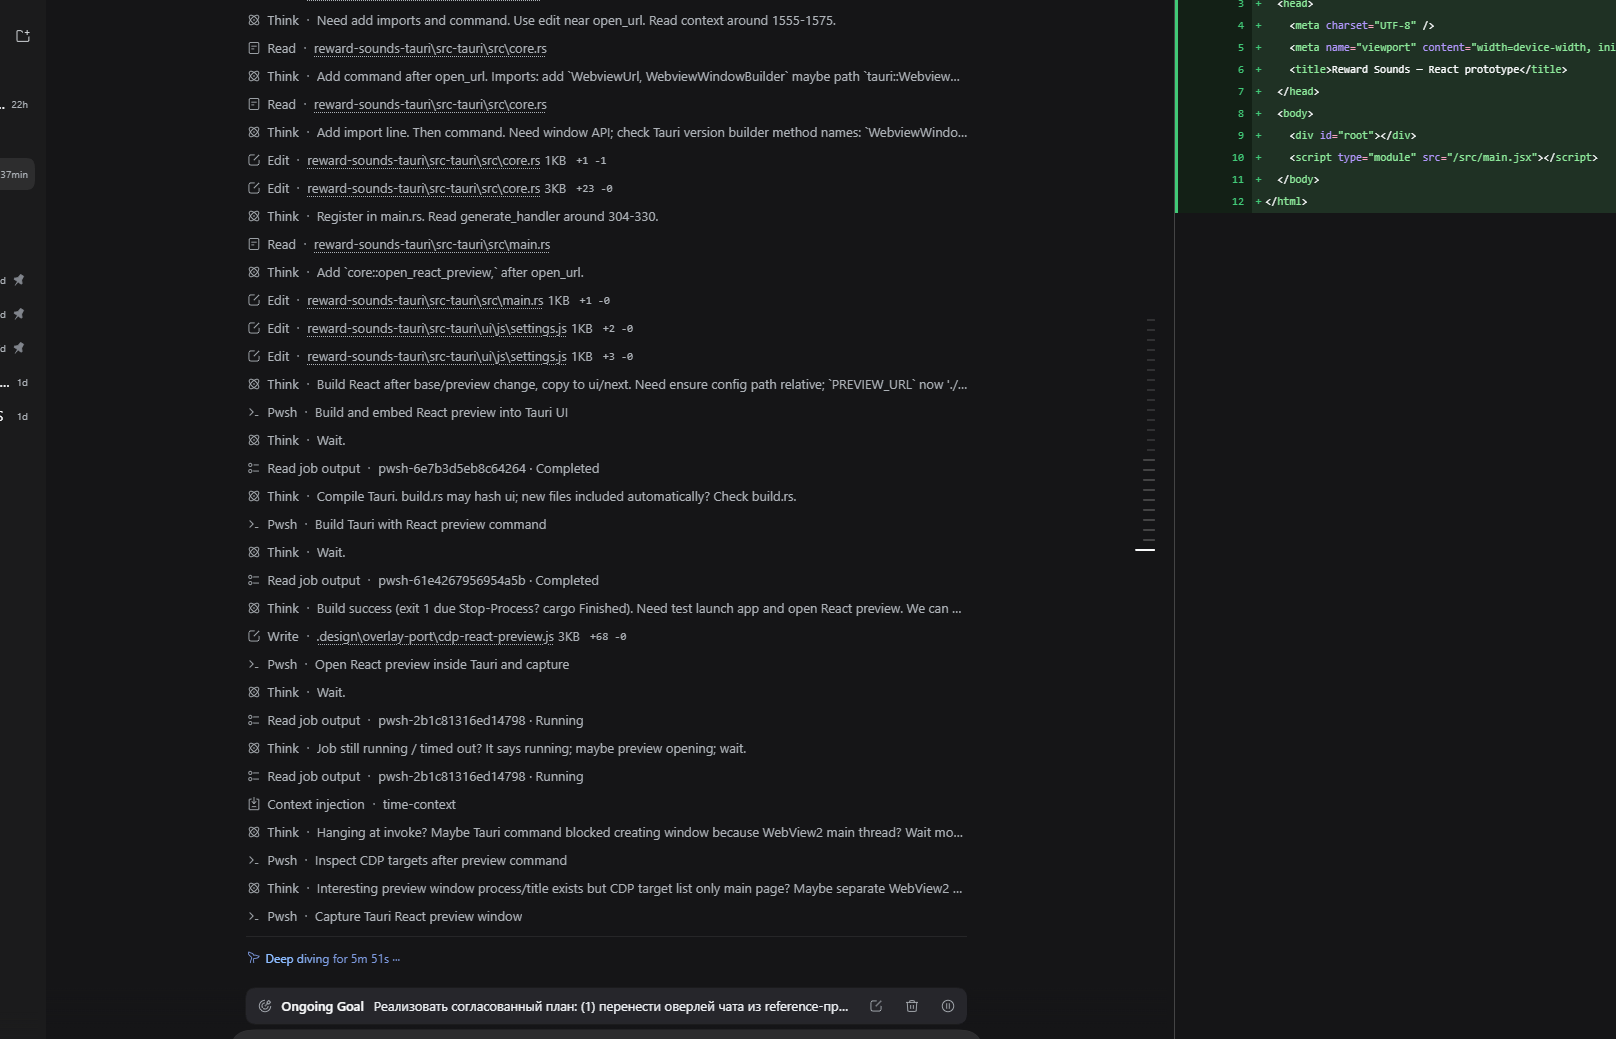 .. 22h
37min
d
d
d
... 1d
S 1d
Think · Need add imports and command. Use edit near open_url. Read context around 1555-1575.
Read · reward-sounds-tauri\src-tauri\src\core.rs
Think · Add command after open_url. Imports: add `WebviewUrl, WebviewWindowBuilder` maybe path `tauri::Webview...
Read · reward-sounds-tauri\src-tauri\src\core.rs
Think · Add import line. Then command. Need window API; check Tauri version builder method names: `WebviewWindo...
Edit · reward-sounds-tauri\src-tauri\src\core.rs 1KB +1 -1
Edit · reward-sounds-tauri\src-tauri\src\core.rs 3KB +23 -0
Think · Register in main.rs. Read generate_handler around 304-330.
Read · reward-sounds-tauri\src-tauri\src\main.rs
Think · Add `core::open_react_preview,` after open_url.
Edit · reward-sounds-tauri\src-tauri\src\main.rs 1KB +1 -0
Edit · reward-sounds-tauri\src-tauri\ui\js\settings.js 1KB +2 -0
Edit · reward-sounds-tauri\src-tauri\ui\js\settings.js 1KB +3 -0
Think · Build React after base/preview change, copy to ui/next. Need ensure config path relative; `PREVIEW_URL` now './...
Pwsh · Build and embed React preview into Tauri UI
Think · Wait.
Read job output · pwsh-6e7b3d5eb8c64264 · Completed
Think · Compile Tauri. build.rs may hash ui; new files included automatically? Check build.rs.
Pwsh · Build Tauri with React preview command
Think · Wait.
Read job output · pwsh-61e4267956954a5b · Completed
Think · Build success (exit 1 due Stop-Process? cargo Finished). Need test launch app and open React preview. We can ...
Write · .design\overlay-port\cdp-react-preview.js 3KB +68 -0
Pwsh · Open React preview inside Tauri and capture
Think · Wait.
Read job output · pwsh-2b1c81316ed14798 · Running
Think · Job still running / timed out? It says running; maybe preview opening; wait.
Read job output · pwsh-2b1c81316ed14798 · Running
Context injection · time-context
Think · Hanging at invoke? Maybe Tauri command blocked creating window because WebView2 main thread? Wait mo...
Pwsh · Inspect CDP targets after preview command
Think · Interesting preview window process/title exists but CDP target list only main page? Maybe separate WebView2 ...
Pwsh · Capture Tauri React preview window
Deep diving for 5m 51s ···
Ongoing Goal Реализовать согласованный план: (1) перенести оверлей чата из reference-пр...
3 + <head>
4 + <meta charset="UTF-8" />
5 + <meta name="viewport" content="width=device-width, ini
6 + <title>Reward Sounds — React prototype</title>
7 + </head>
8 + <body>
9 + <div id="root"></div>
10 + <script type="module" src="/src/main.jsx"></script>
11 + </body>
12 + </html>